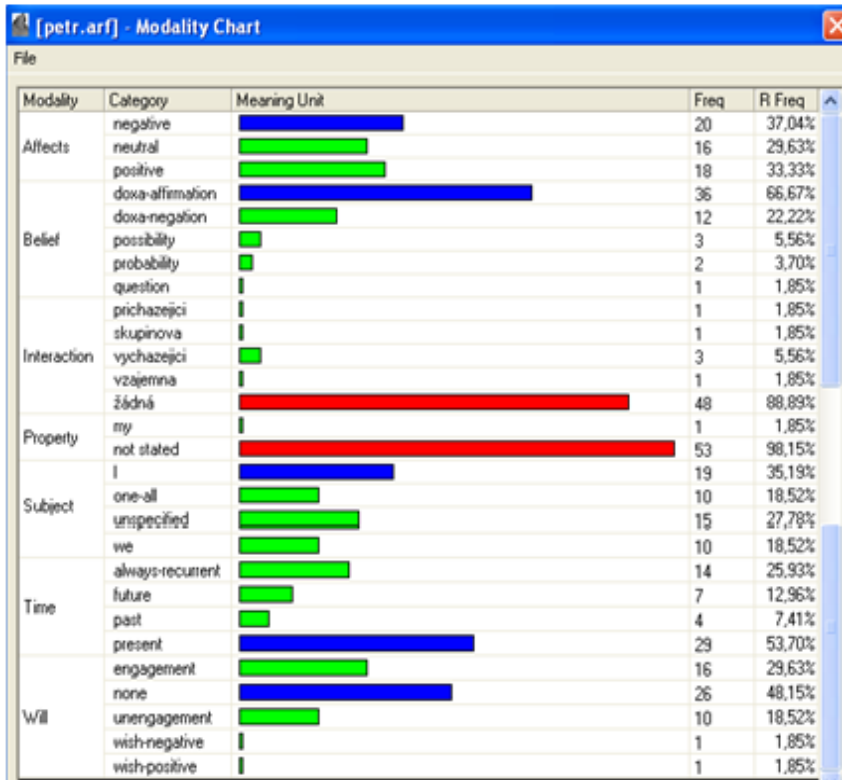 [petr.arf] - Modality Chart
File
Modality Category Meaning Unit Freq R Freq
Affects
negative 20 37,04%
neutral 16 29,63%
positive 18 33,33%
Belief
doxa-affirmation 36 66,67%
doxa-negation 12 22,22%
possibility 3 5,56%
probability 2 3,70%
question 1 1,85%
Interaction
prichazejici 1 1,85%
skupinova 1 1,85%
vychazejici 3 5,56%
vzajemna 1 1,85%
žádná 48 88,89%
Property
my 1 1,85%
not stated 53 98,15%
Subject
I 19 35,19%
one-all 10 18,52%
unspecified 15 27,78%
we 10 18,52%
Time
always-recurrent 14 25,93%
future 7 12,96%
past 4 7,41%
present 29 53,70%
Will
engagement 16 29,63%
none 26 48,15%
unengagement 10 18,52%
wish-negative 1 1,85%
wish-positive 1 1,85%